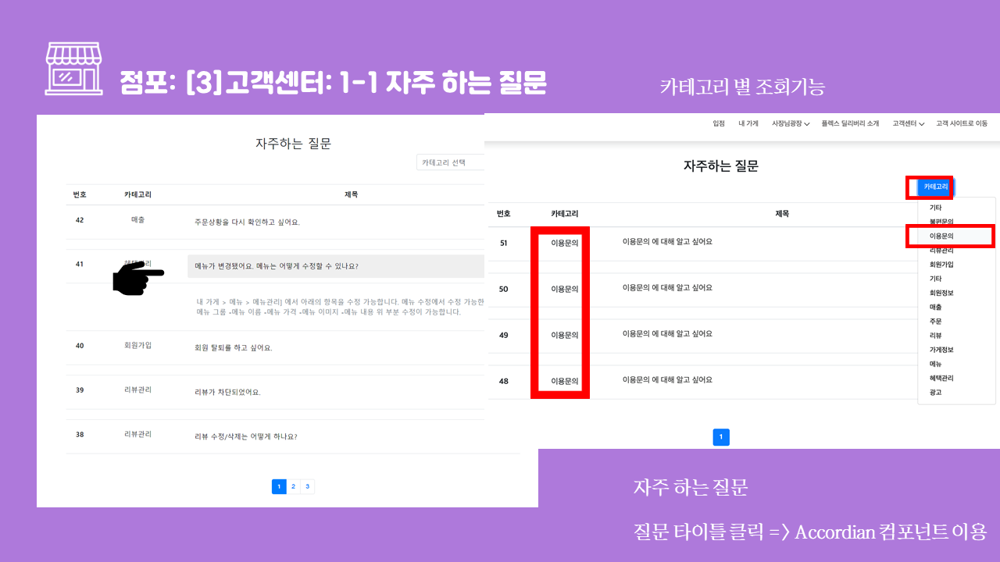 점포: [3]고객센터: 1-1 자주 하는 질문
카테고리 별 조회기능
자주하는 질문
카테고리 선택
번호 카테고리 제목
42 매출 주문상황을 다시 확인하고 싶어요.
41 메뉴가 변경됐어요. 메뉴는 어떻게 수정할 수 있나요?
내 가게 > 메뉴 > 메뉴관리] 에서 아래의 항목을 수정 가능합니다. 메뉴 수정에서 수정 가능한
메뉴 그룹 -메뉴 이름 -메뉴 가격 -메뉴 이미지 -메뉴 내용 위 부분 수정이 가능합니다.
40 회원가입 회원 탈퇴를 하고 싶어요.
39 리뷰관리 리뷰가 차단되었어요.
38 리뷰관리 리뷰 수정/삭제는 어떻게 하나요?
1 2 3
입점 내 가게 사장님광장 플렉스 딜리버리 소개 고객센터 고객 사이트로 이동
자주하는 질문
카테고리
번호 카테고리 제목
51 이용문의 이용문의 에 대해 알고 싶어요
50 이용문의 이용문의 에 대해 알고 싶어요
49 이용문의 이용문의 에 대해 알고 싶어요
48 이용문의 이용문의 에 대해 알고 싶어요
기타
불편문의
이용문의
리뷰관리
회원가입
기타
회원정보
매출
주문
리뷰
가게정보
메뉴
혜택관리
광고
1
자주 하는 질문
질문 타이틀 클릭 => Accordian 컴포넌트 이용